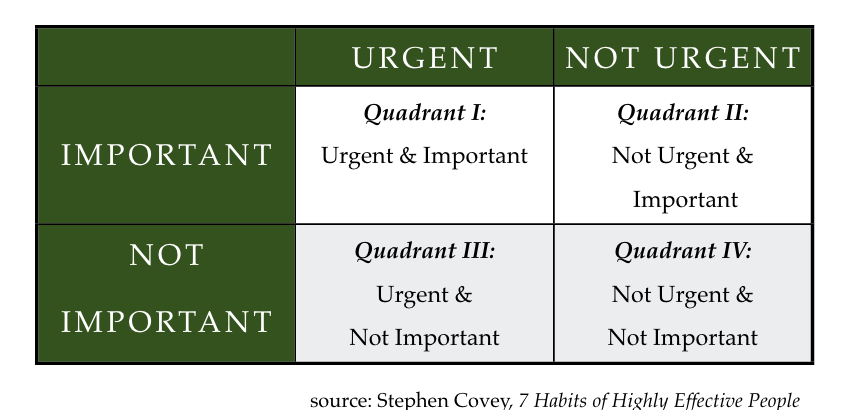 URGENT
NOT URGENT
IMPORTANT
Quadrant I:
Urgent & Important
Quadrant II:
Not Urgent &
Important
NOT
IMPORTANT
Quadrant III:
Urgent &
Not Important
Quadrant IV:
Not Urgent &
Not Important
source: Stephen Covey, 7 Habits of Highly Effective People